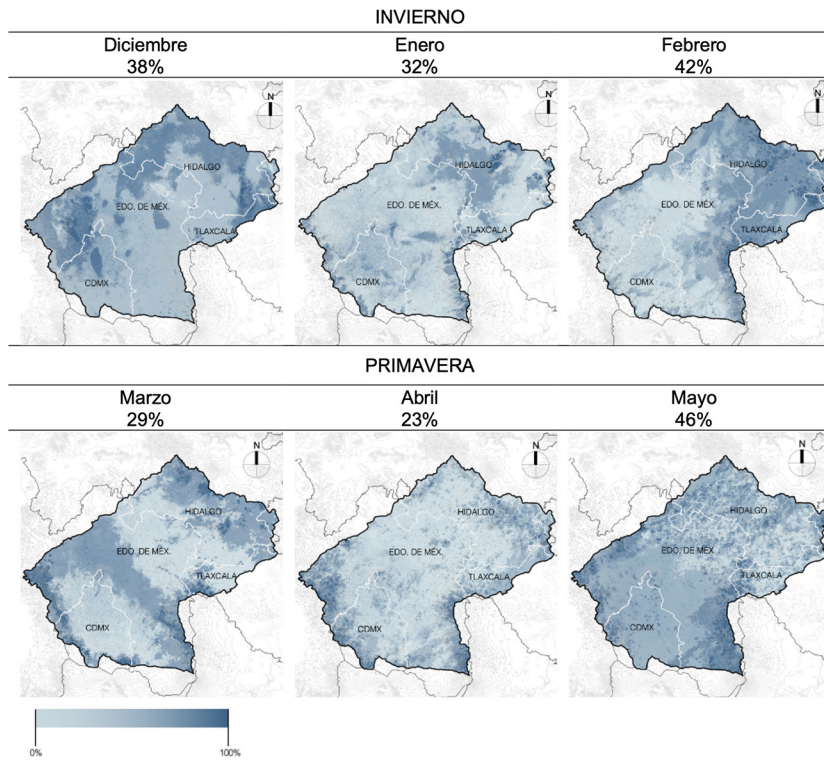 INVIERNO
Diciembre Enero Febrero
38% 32% 42%
N N N
HIDALGO HIDALGO HIDALGO
EDO. DE MÉX. EDO. DE MÉX. EDO. DE MÉX.
TLAXCALA TLAXCALA TLAXCALA
CDMX CDMX CDMX
PRIMAVERA
Marzo Abril Mayo
29% 23% 46%
N N N
HIDALGO HIDALGO HIDALGO
EDO. DE MÉX. EDO. DE MÉX. EDO. DE MÉX.
TLAXCALA TLAXCALA TLAXCALA
CDMX CDMX CDMX
0% 100%